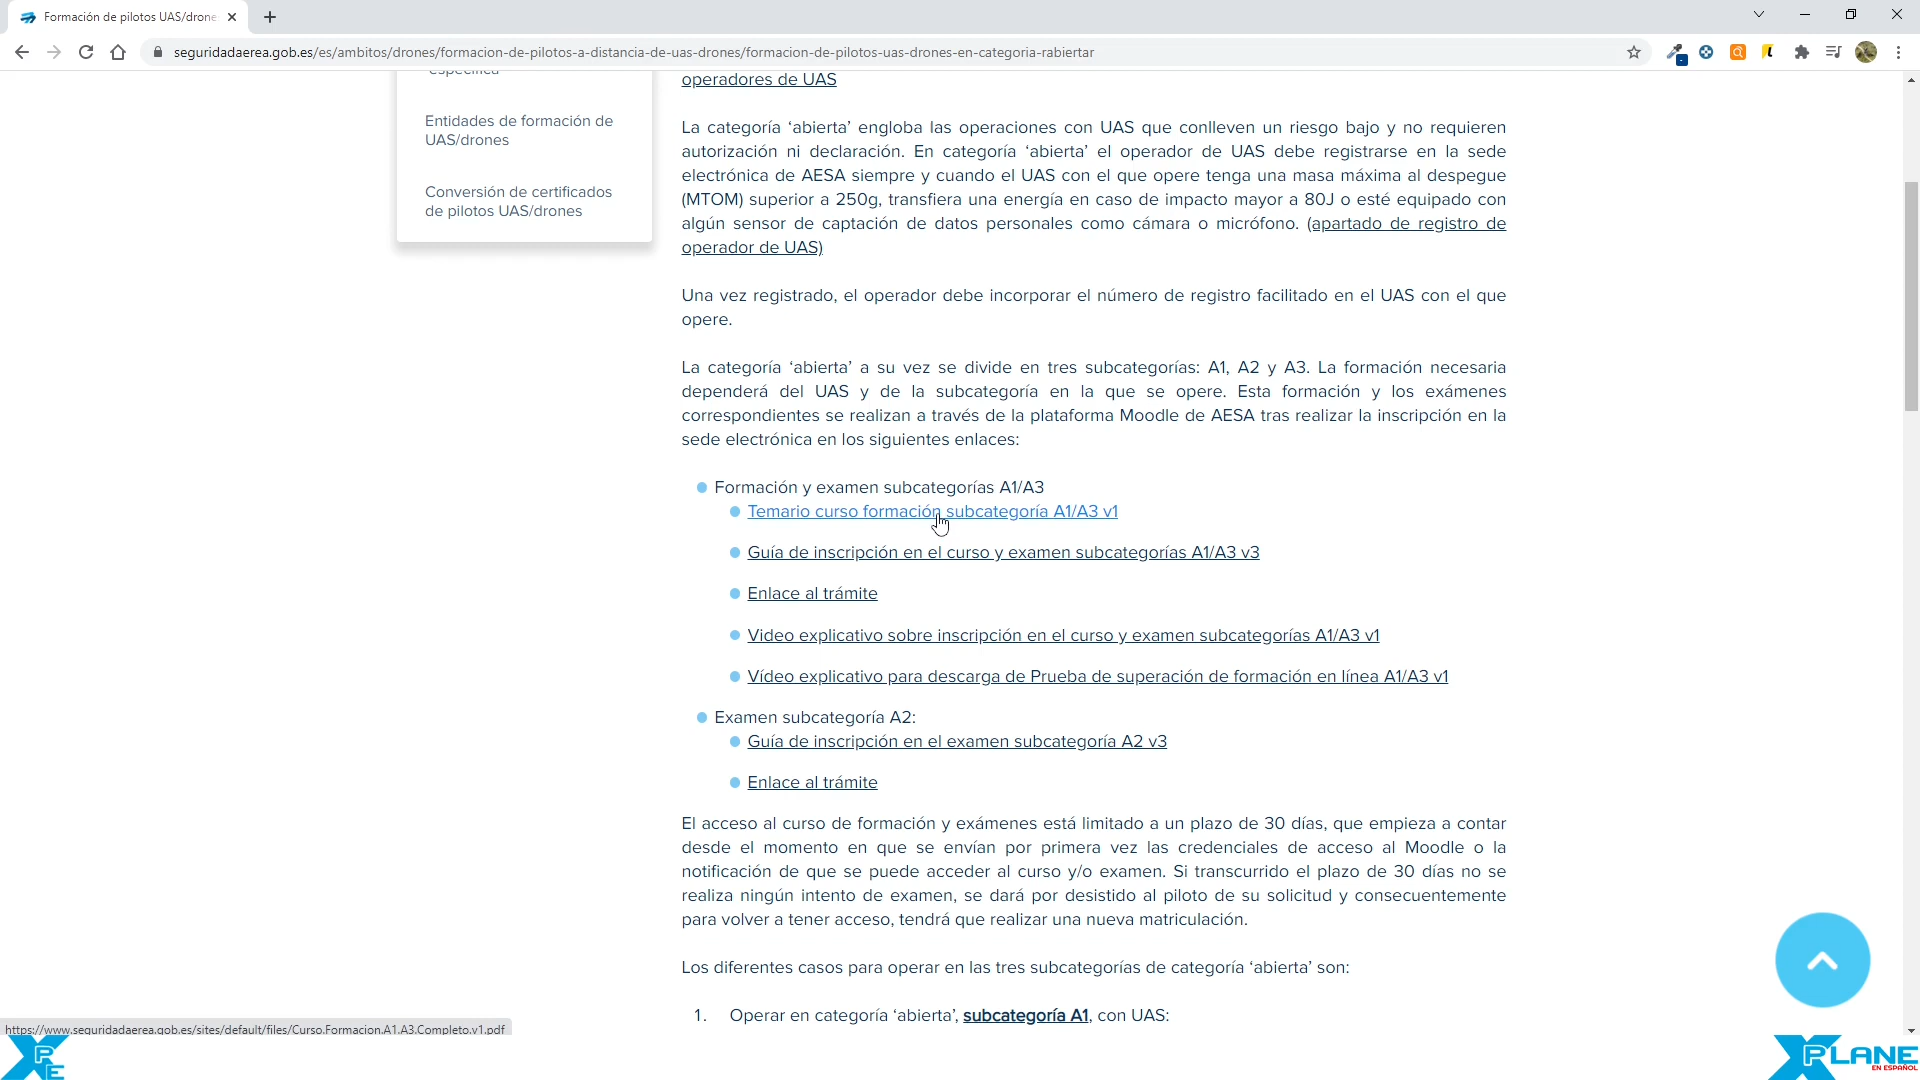 Formación de pilotos UAS/drone
seguridadaerea.gob.es/es/ambitos/drones/formacion-de-pilotos-a-distancia-de-uas-drones/formacion-de-pilotos-uas-drones-en-categoria-rabiertar
específica
Entidades de formación de
UAS/drones
Conversión de certificados
de pilotos UAS/drones
operadores de UAS
La categoría ‘abierta’ engloba las operaciones con UAS que conlleven un riesgo bajo y no requieren
autorización ni declaración. En categoría ‘abierta’ el operador de UAS debe registrarse en la sede
electrónica de AESA siempre y cuando el UAS con el que opere tenga una masa máxima al despegue
(MTOM) superior a 250g, transfiera una energía en caso de impacto mayor a 80J o esté equipado con
algún sensor de captación de datos personales como cámara o micrófono. (apartado de registro de
operador de UAS)
Una vez registrado, el operador debe incorporar el número de registro facilitado en el UAS con el que
opere.
La categoría ‘abierta’ a su vez se divide en tres subcategorías: A1, A2 y A3. La formación necesaria
dependerá del UAS y de la subcategoría en la que se opere. Esta formación y los exámenes
correspondientes se realizan a través de la plataforma Moodle de AESA tras realizar la inscripción en la
sede electrónica en los siguientes enlaces:
Formación y examen subcategorías A1/A3
Temario curso formación subcategoría A1/A3 v1
Guía de inscripción en el curso y examen subcategorías A1/A3 v3
Enlace al trámite
Video explicativo sobre inscripción en el curso y examen subcategorías A1/A3 v1
Vídeo explicativo para descarga de Prueba de superación de formación en línea A1/A3 v1
Examen subcategoría A2:
Guía de inscripción en el examen subcategoría A2 v3
Enlace al trámite
El acceso al curso de formación y exámenes está limitado a un plazo de 30 días, que empieza a contar
desde el momento en que se envían por primera vez las credenciales de acceso al Moodle o la
notificación de que se puede acceder al curso y/o examen. Si transcurrido el plazo de 30 días no se
realiza ningún intento de examen, se dará por desistido al piloto de su solicitud y consecuentemente
para volver a tener acceso, tendrá que realizar una nueva matriculación.
Los diferentes casos para operar en las tres subcategorías de categoría ‘abierta’ son:
1. Operar en categoría ‘abierta’, subcategoría A1, con UAS:
https://www.seguridadaerea.gob.es/sites/default/files/Curso.Formacion.A1.A3.Completo.v1.pdf
XPE
XPLANE
EN ESPAÑOL